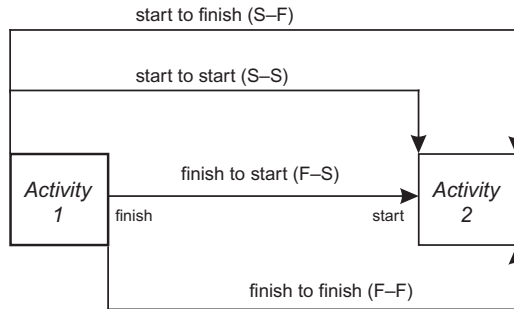 start to finish (S–F)
start to start (S–S)
finish to start (F–S)
Activity
1
finish
start
Activity
2
finish to finish (F–F)